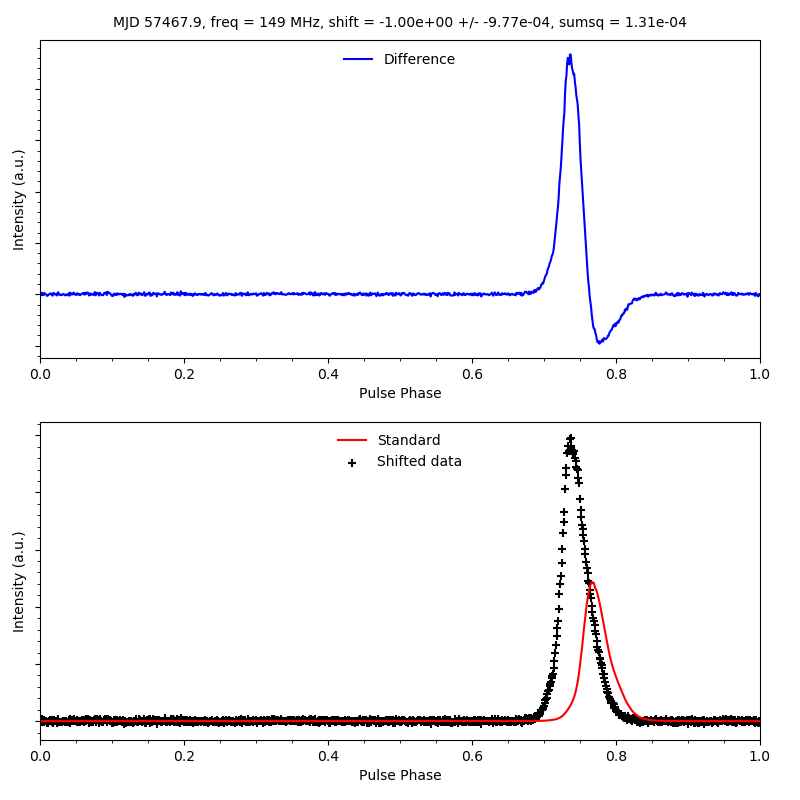 MJD 57467.9, freq = 149 MHz, shift = -1.00e+00 +/- -9.77e-04, sumsq = 1.31e-04
Difference
Intensity (a.u.)
0.0 0.2 0.4 0.6 0.8 1.0
Pulse Phase
Standard
Shifted data
Intensity (a.u.)
0.0 0.2 0.4 0.6 0.8 1.0
Pulse Phase